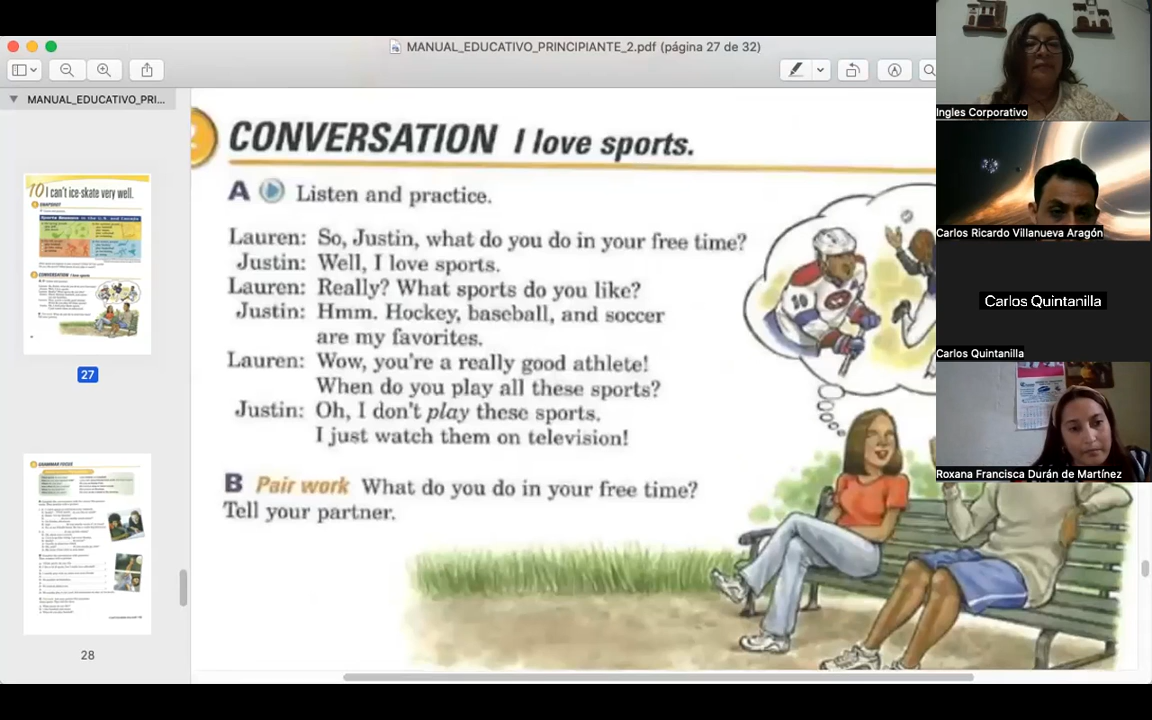 MANUAL_EDUCATIVO_PRINCIPIANTE_2.pdf (página 27 de 32)
MANUAL_EDUCATIVO_PRI...
10 I can't ice-skate very well.
27
28
CONVERSATION I love sports.
A Listen and practice.
Lauren: So, Justin, what do you do in your free time?
Justin: Well, I love sports.
Lauren: Really? What sports do you like?
Justin: Hmm. Hockey, baseball, and soccer
are my favorites.
Lauren: Wow, you're a really good athlete!
When do you play all these sports?
Justin: Oh, I don't play these sports.
I just watch them on television!
B Pair work What do you do in your free time?
Tell your partner.
10
Ingles Corporativo
Carlos Ricardo Villanueva Aragón
Carlos Quintanilla
Carlos Quintanilla
Roxana Francisca Durán de Martínez